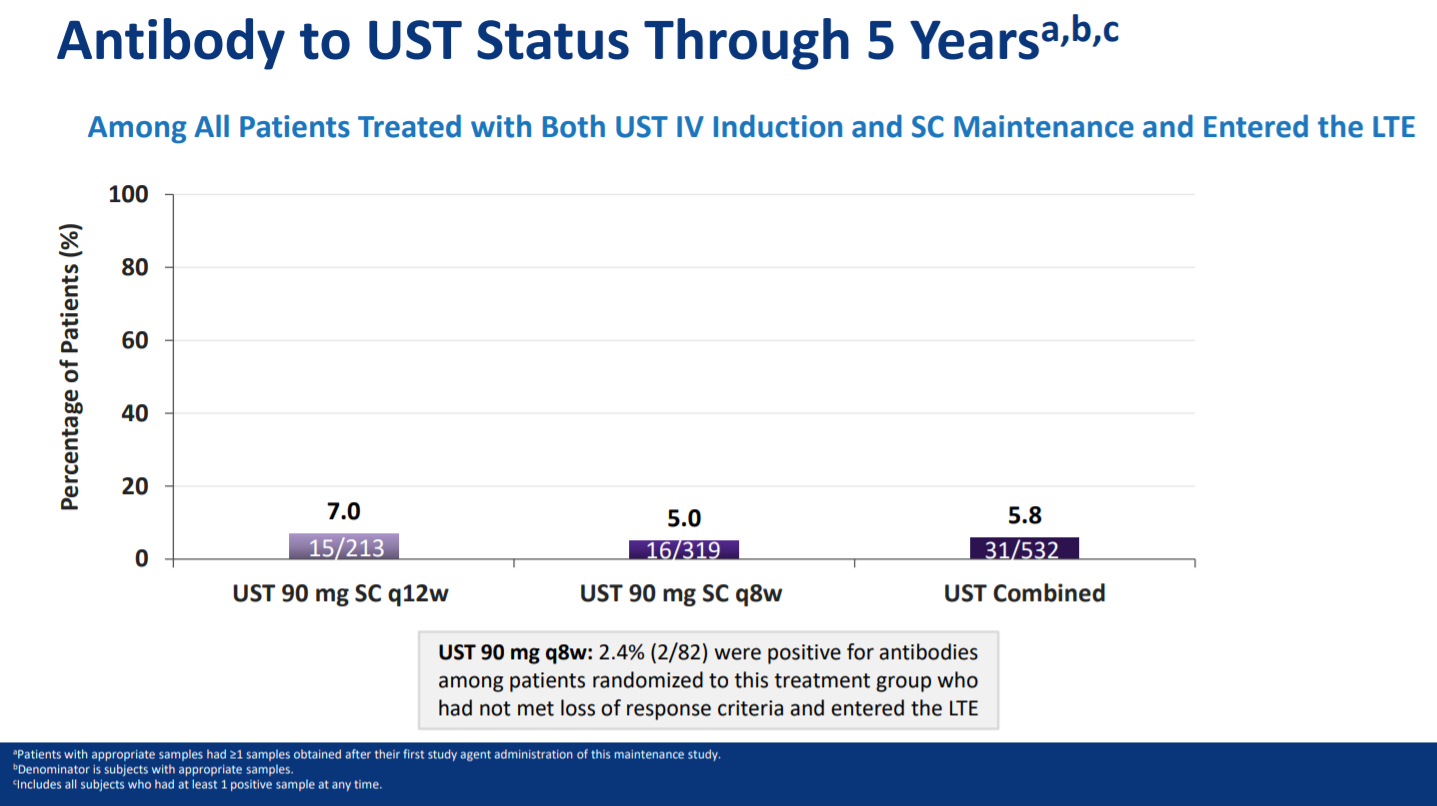 Antibody to UST Status Through 5 Yearsa,b,c
Among All Patients Treated with Both UST IV Induction and SC Maintenance and Entered the LTE
Percentage of Patients (%)
100
80
60
40
20
0
7.0
15/213
5.0
16/319
5.8
31/532
UST 90 mg SC q12w
UST 90 mg SC q8w
UST Combined
UST 90 mg q8w: 2.4% (2/82) were positive for antibodies
among patients randomized to this treatment group who
had not met loss of response criteria and entered the LTE
aPatients with appropriate samples had ≥1 samples obtained after their first study agent administration of this maintenance study.
bDenominator is subjects with appropriate samples.
cIncludes all subjects who had at least 1 positive sample at any time.